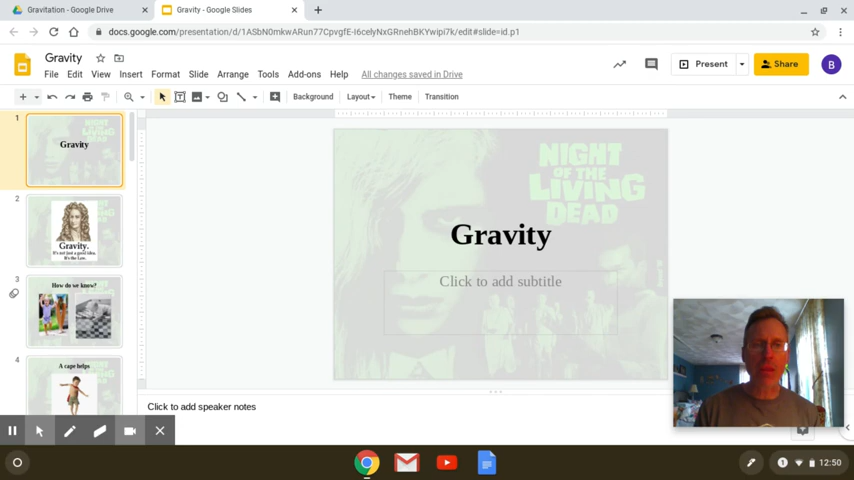 Gravitation - Google Drive
Gravity - Google Slides
docs.google.com/presentation/d/1ASbN0mkwARun77CpvgfE-I6celyNxGRnehBKYwipi7k/edit#slide=id.p1
Gravity
File Edit View Insert Format Slide Arrange Tools Add-ons Help All changes saved in Drive
Present
Share
B
Background Layout Theme Transition
1
Gravity
2
Gravity.
It's not just a good idea.
It's the Law.
3
How do we know?
4
A cape helps
NIGHT
OF THE
LIVING
DEAD
Gravity
Click to add subtitle
Click to add speaker notes
1
12:50